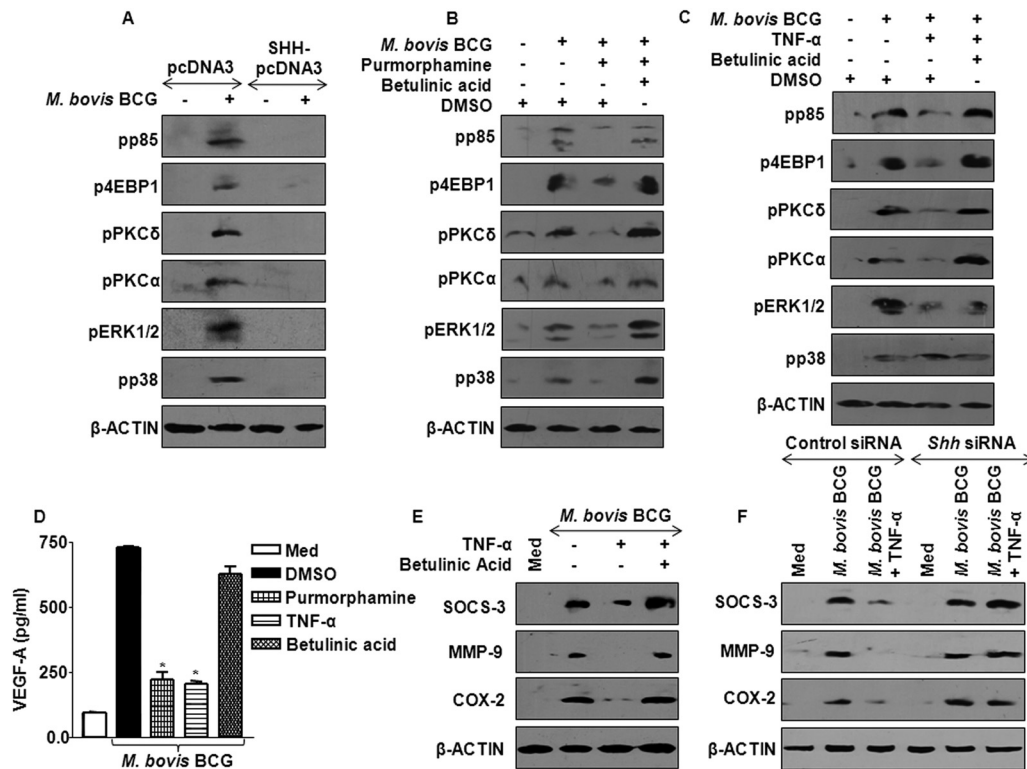 A
pcDNA3
SHH-
pcDNA3
M. bovis BCG - + - +
pp85
p4EBP1
pPKCδ
pPKCα
pERK1/2
pp38
β-ACTIN
B
M. bovis BCG - + + +
Purmorphamine - - + +
Betulinic acid - - - +
DMSO + + + -
pp85
p4EBP1
pPKCδ
pPKCα
pERK1/2
pp38
β-ACTIN
C
M. bovis BCG - + + +
TNF-α - - + +
Betulinic acid - - - +
DMSO + + + -
pp85
p4EBP1
pPKCδ
pPKCα
pERK1/2
pp38
β-ACTIN
D
VEGF-A (pg/ml)
750
500
250
0.0
* *
Med
DMSO
Purmorphamine
TNF-α
Betulinic acid
M. bovis BCG
E
Med
M. bovis BCG
TNF-α - + +
Betulinic Acid - - +
SOCS-3
MMP-9
COX-2
β-ACTIN
F
Control siRNA Shh siRNA
Med
M. bovis BCG
M. bovis BCG
+ TNF-α
Med
M. bovis BCG
M. bovis BCG
+ TNF-α
SOCS-3
MMP-9
COX-2
β-ACTIN